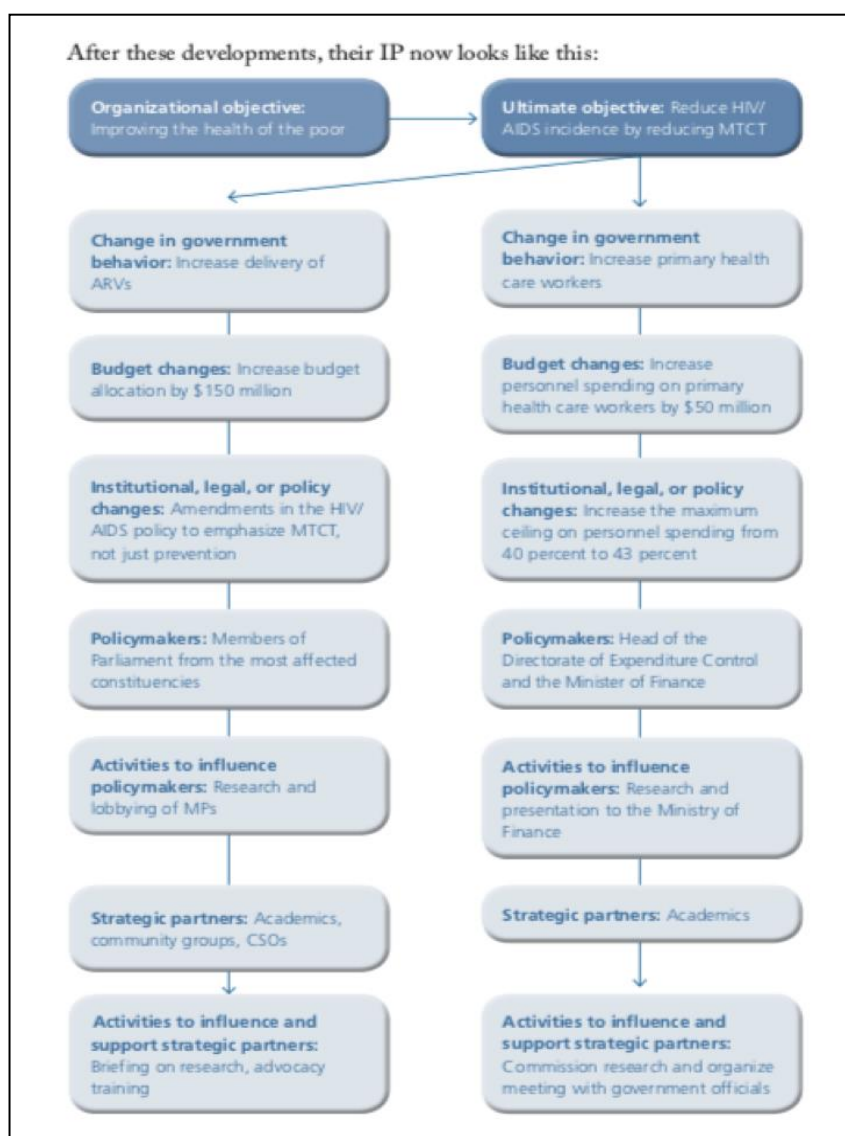 After these developments, their IP now looks like this:
Organizational objective:
Improving the health of the poor
Ultimate objective: Reduce HIV/
AIDS incidence by reducing MTCT
Change in government
behavior: Increase delivery of
ARVs
Budget changes: Increase budget
allocation by $150 million
Institutional, legal, or policy
changes: Amendments in the HIV/
AIDS policy to emphasize MTCT,
not just prevention
Policymakers: Members of
Parliament from the most affected
constituencies
Activities to influence
policymakers: Research and
lobbying of MPs
Strategic partners: Academics,
community groups, CSOs
Activities to influence and
support strategic partners:
Briefing on research, advocacy
training
Change in government
behavior: Increase primary health
care workers
Budget changes: Increase
personnel spending on primary
health care workers by $50 million
Institutional, legal, or policy
changes: Increase the maximum
ceiling on personnel spending from
40 percent to 43 percent
Policymakers: Head of the
Directorate of Expenditure Control
and the Minister of Finance
Activities to influence
policymakers: Research and
presentation to the Ministry of
Finance
Strategic partners: Academics
Activities to influence and
support strategic partners:
Commission research and organize
meeting with government officials